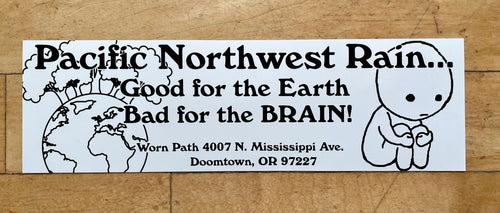 Pacific Northwest Rain...
Good for the Earth
Bad for the BRAIN!
Worn Path 4007 N. Mississippi Ave.
Doomtown, OR 97227